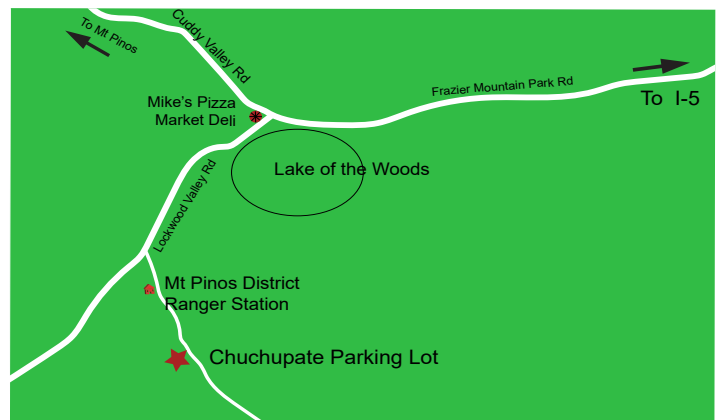 To Mt Pinos
Cuddy Valley Rd
Frazier Mountain Park Rd
To I-5
Mike's Pizza
Market Deli
Lake of the Woods
Lockwood Valley Rd
Mt Pinos District
Ranger Station
Chuchupate Parking Lot